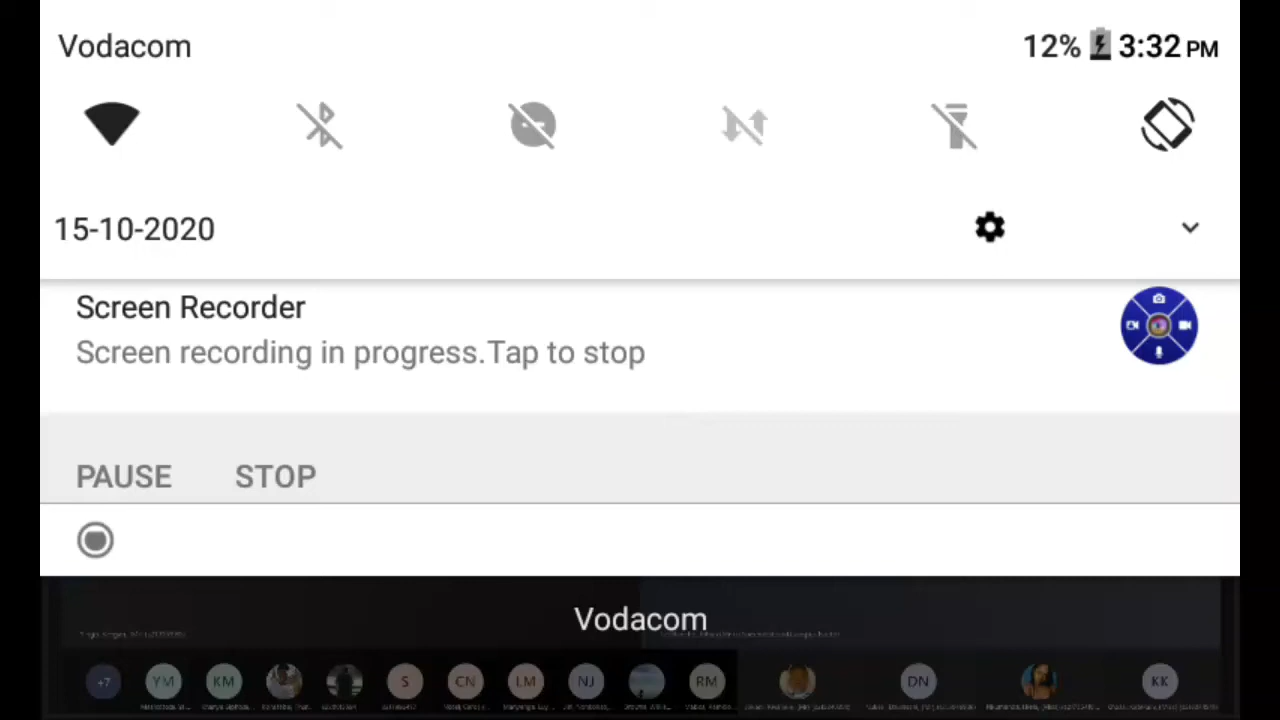 Vodacom
12% 3:32 PM
15-10-2020
Screen Recorder
Screen recording in progress.Tap to stop
PAUSE STOP
Vodacom
+7 YM KM S CN LM NJ RM DN KK